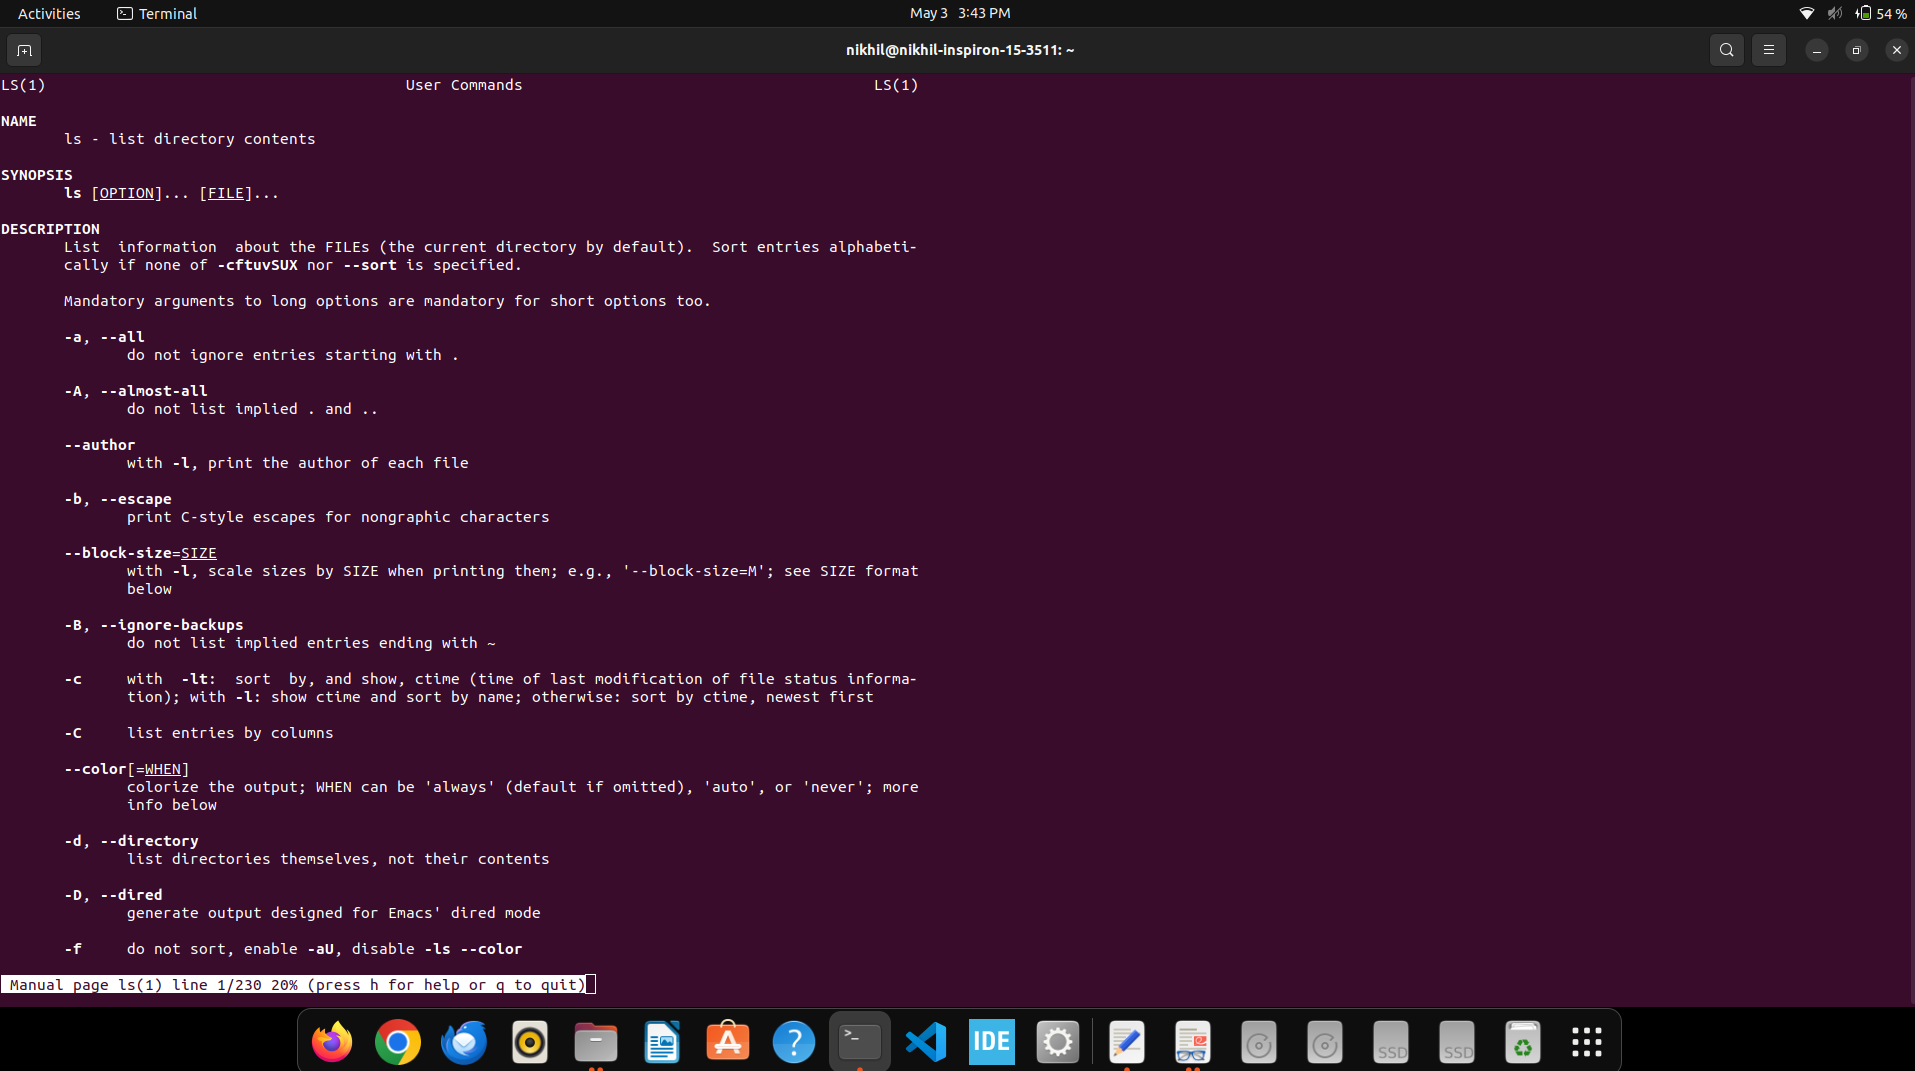 Activities Terminal May 3 3:43 PM 54 %
nikhil@nikhil-inspiron-15-3511: ~
LS(1) User Commands LS(1)
NAME
ls - list directory contents
SYNOPSIS
ls [OPTION]... [FILE]...
DESCRIPTION
List information about the FILEs (the current directory by default). Sort entries alphabeti-
cally if none of -cftuvSUX nor --sort is specified.
Mandatory arguments to long options are mandatory for short options too.
-a, --all
do not ignore entries starting with .
-A, --almost-all
do not list implied . and ..
--author
with -l, print the author of each file
-b, --escape
print C-style escapes for nongraphic characters
--block-size=SIZE
with -l, scale sizes by SIZE when printing them; e.g., '--block-size=M'; see SIZE format
below
-B, --ignore-backups
do not list implied entries ending with ~
-c with -lt: sort by, and show, ctime (time of last modification of file status informa-
tion); with -l: show ctime and sort by name; otherwise: sort by ctime, newest first
-C list entries by columns
--color[=WHEN]
colorize the output; WHEN can be 'always' (default if omitted), 'auto', or 'never'; more
info below
-d, --directory
list directories themselves, not their contents
-D, --dired
generate output designed for Emacs' dired mode
-f do not sort, enable -aU, disable -ls --color
Manual page ls(1) line 1/230 20% (press h for help or q to quit)
IDE SSD SSD